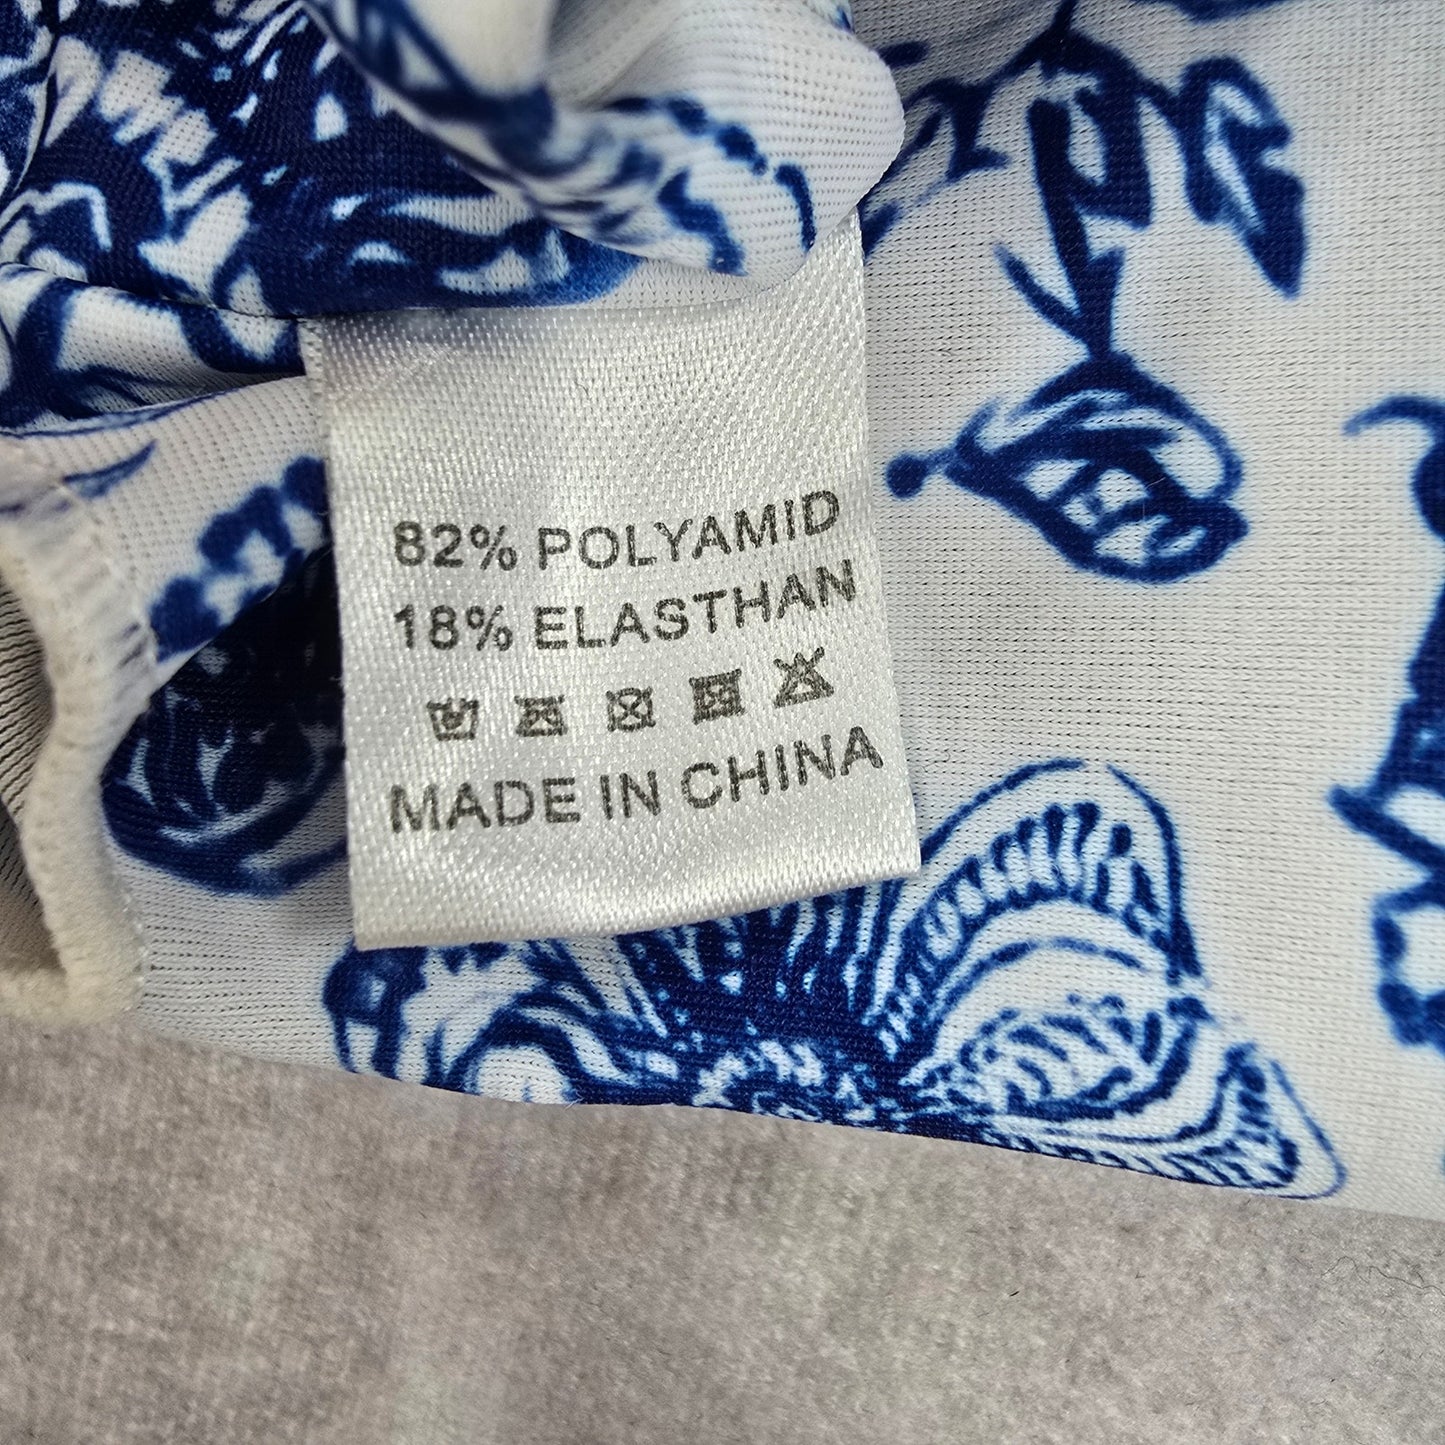 82% POLYAMID
18% ELASTHAN
MADE IN CHINA